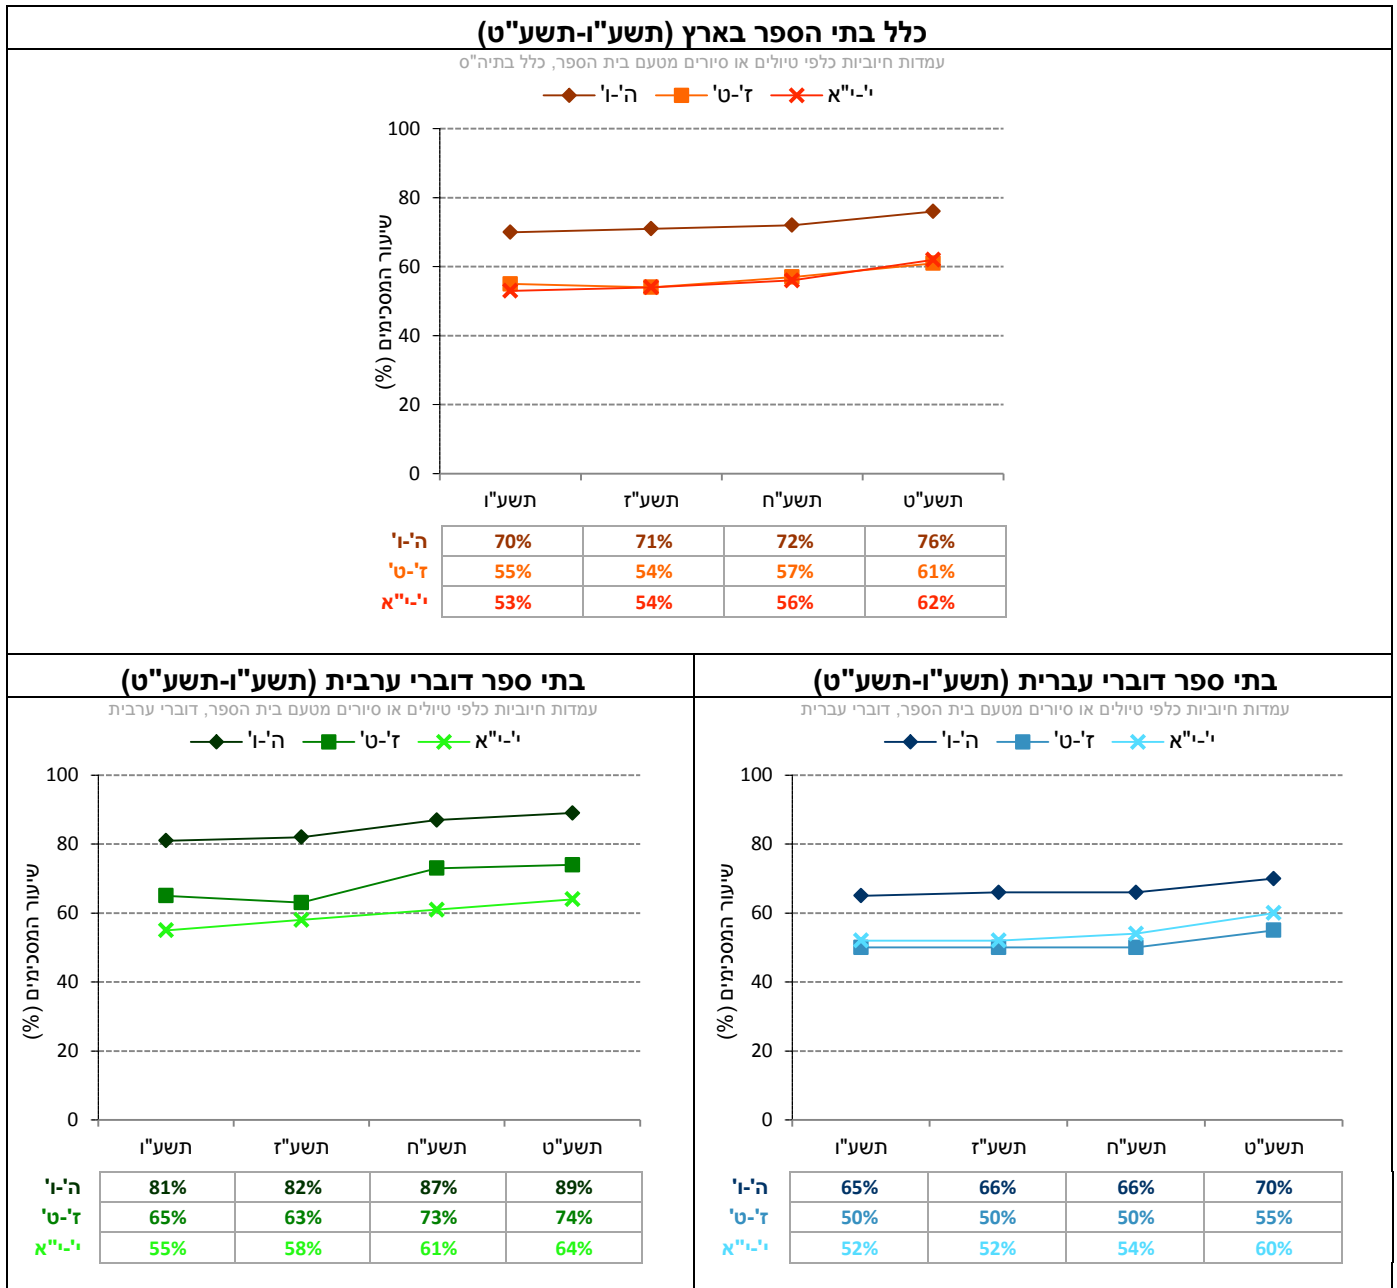 כלל בתי הספר בארץ (תשע"ו-תשע"ט)
עמדות חיוביות כלפי טיולים או סיורים מטעם בית הספר, כלל בתיה"ס
ה'-ו' ז'-ט' י'-י"א
שיעור המסכימים (%)
100
80
60
40
20
0
תשע"ו תשע"ז תשע"ח תשע"ט
ה'-ו' 70% 71% 72% 76%
ז'-ט' 55% 54% 57% 61%
י'-י"א 53% 54% 56% 62%
בתי ספר דוברי עברית (תשע"ו-תשע"ט)
עמדות חיוביות כלפי טיולים או סיורים מטעם בית הספר, דוברי עברית
ה'-ו' ז'-ט' י'-י"א
שיעור המסכימים (%)
100
80
60
40
20
0
תשע"ו תשע"ז תשע"ח תשע"ט
ה'-ו' 65% 66% 66% 70%
ז'-ט' 50% 50% 50% 55%
י'-י"א 52% 52% 54% 60%
בתי ספר דוברי ערבית (תשע"ו-תשע"ט)
עמדות חיוביות כלפי טיולים או סיורים מטעם בית הספר, דוברי ערבית
ה'-ו' ז'-ט' י'-י"א
שיעור המסכימים (%)
100
80
60
40
20
0
תשע"ו תשע"ז תשע"ח תשע"ט
ה'-ו' 81% 82% 87% 89%
ז'-ט' 65% 63% 73% 74%
י'-י"א 55% 58% 61% 64%